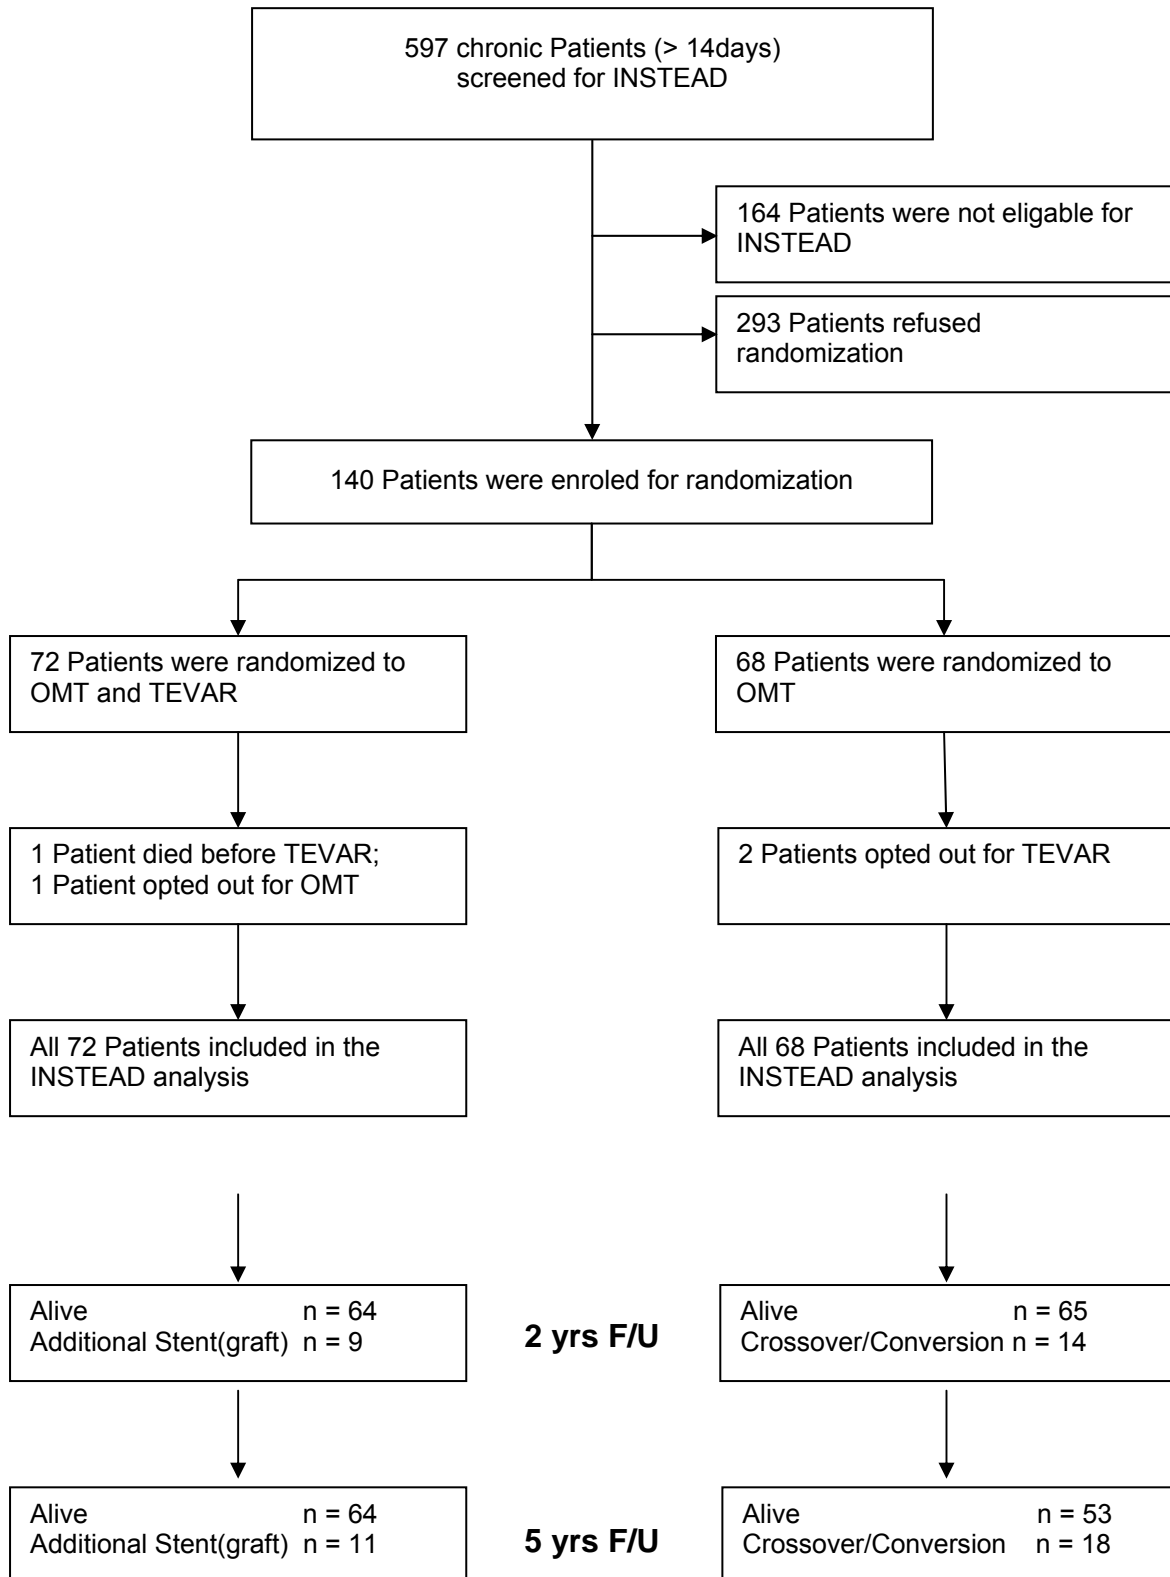 597 chronic Patients (> 14days)
screened for INSTEAD
164 Patients were not eligable for
INSTEAD
293 Patients refused
randomization
140 Patients were enroled for randomization
72 Patients were randomized to
OMT and TEVAR
68 Patients were randomized to
OMT
1 Patient died before TEVAR;
1 Patient opted out for OMT
2 Patients opted out for TEVAR
All 72 Patients included in the
INSTEAD analysis
All 68 Patients included in the
INSTEAD analysis
Alive n = 64
Additional Stent(graft) n = 9
2 yrs F/U
Alive n = 65
Crossover/Conversion n = 14
Alive n = 64
Additional Stent(graft) n = 11
5 yrs F/U
Alive n = 53
Crossover/Conversion n = 18